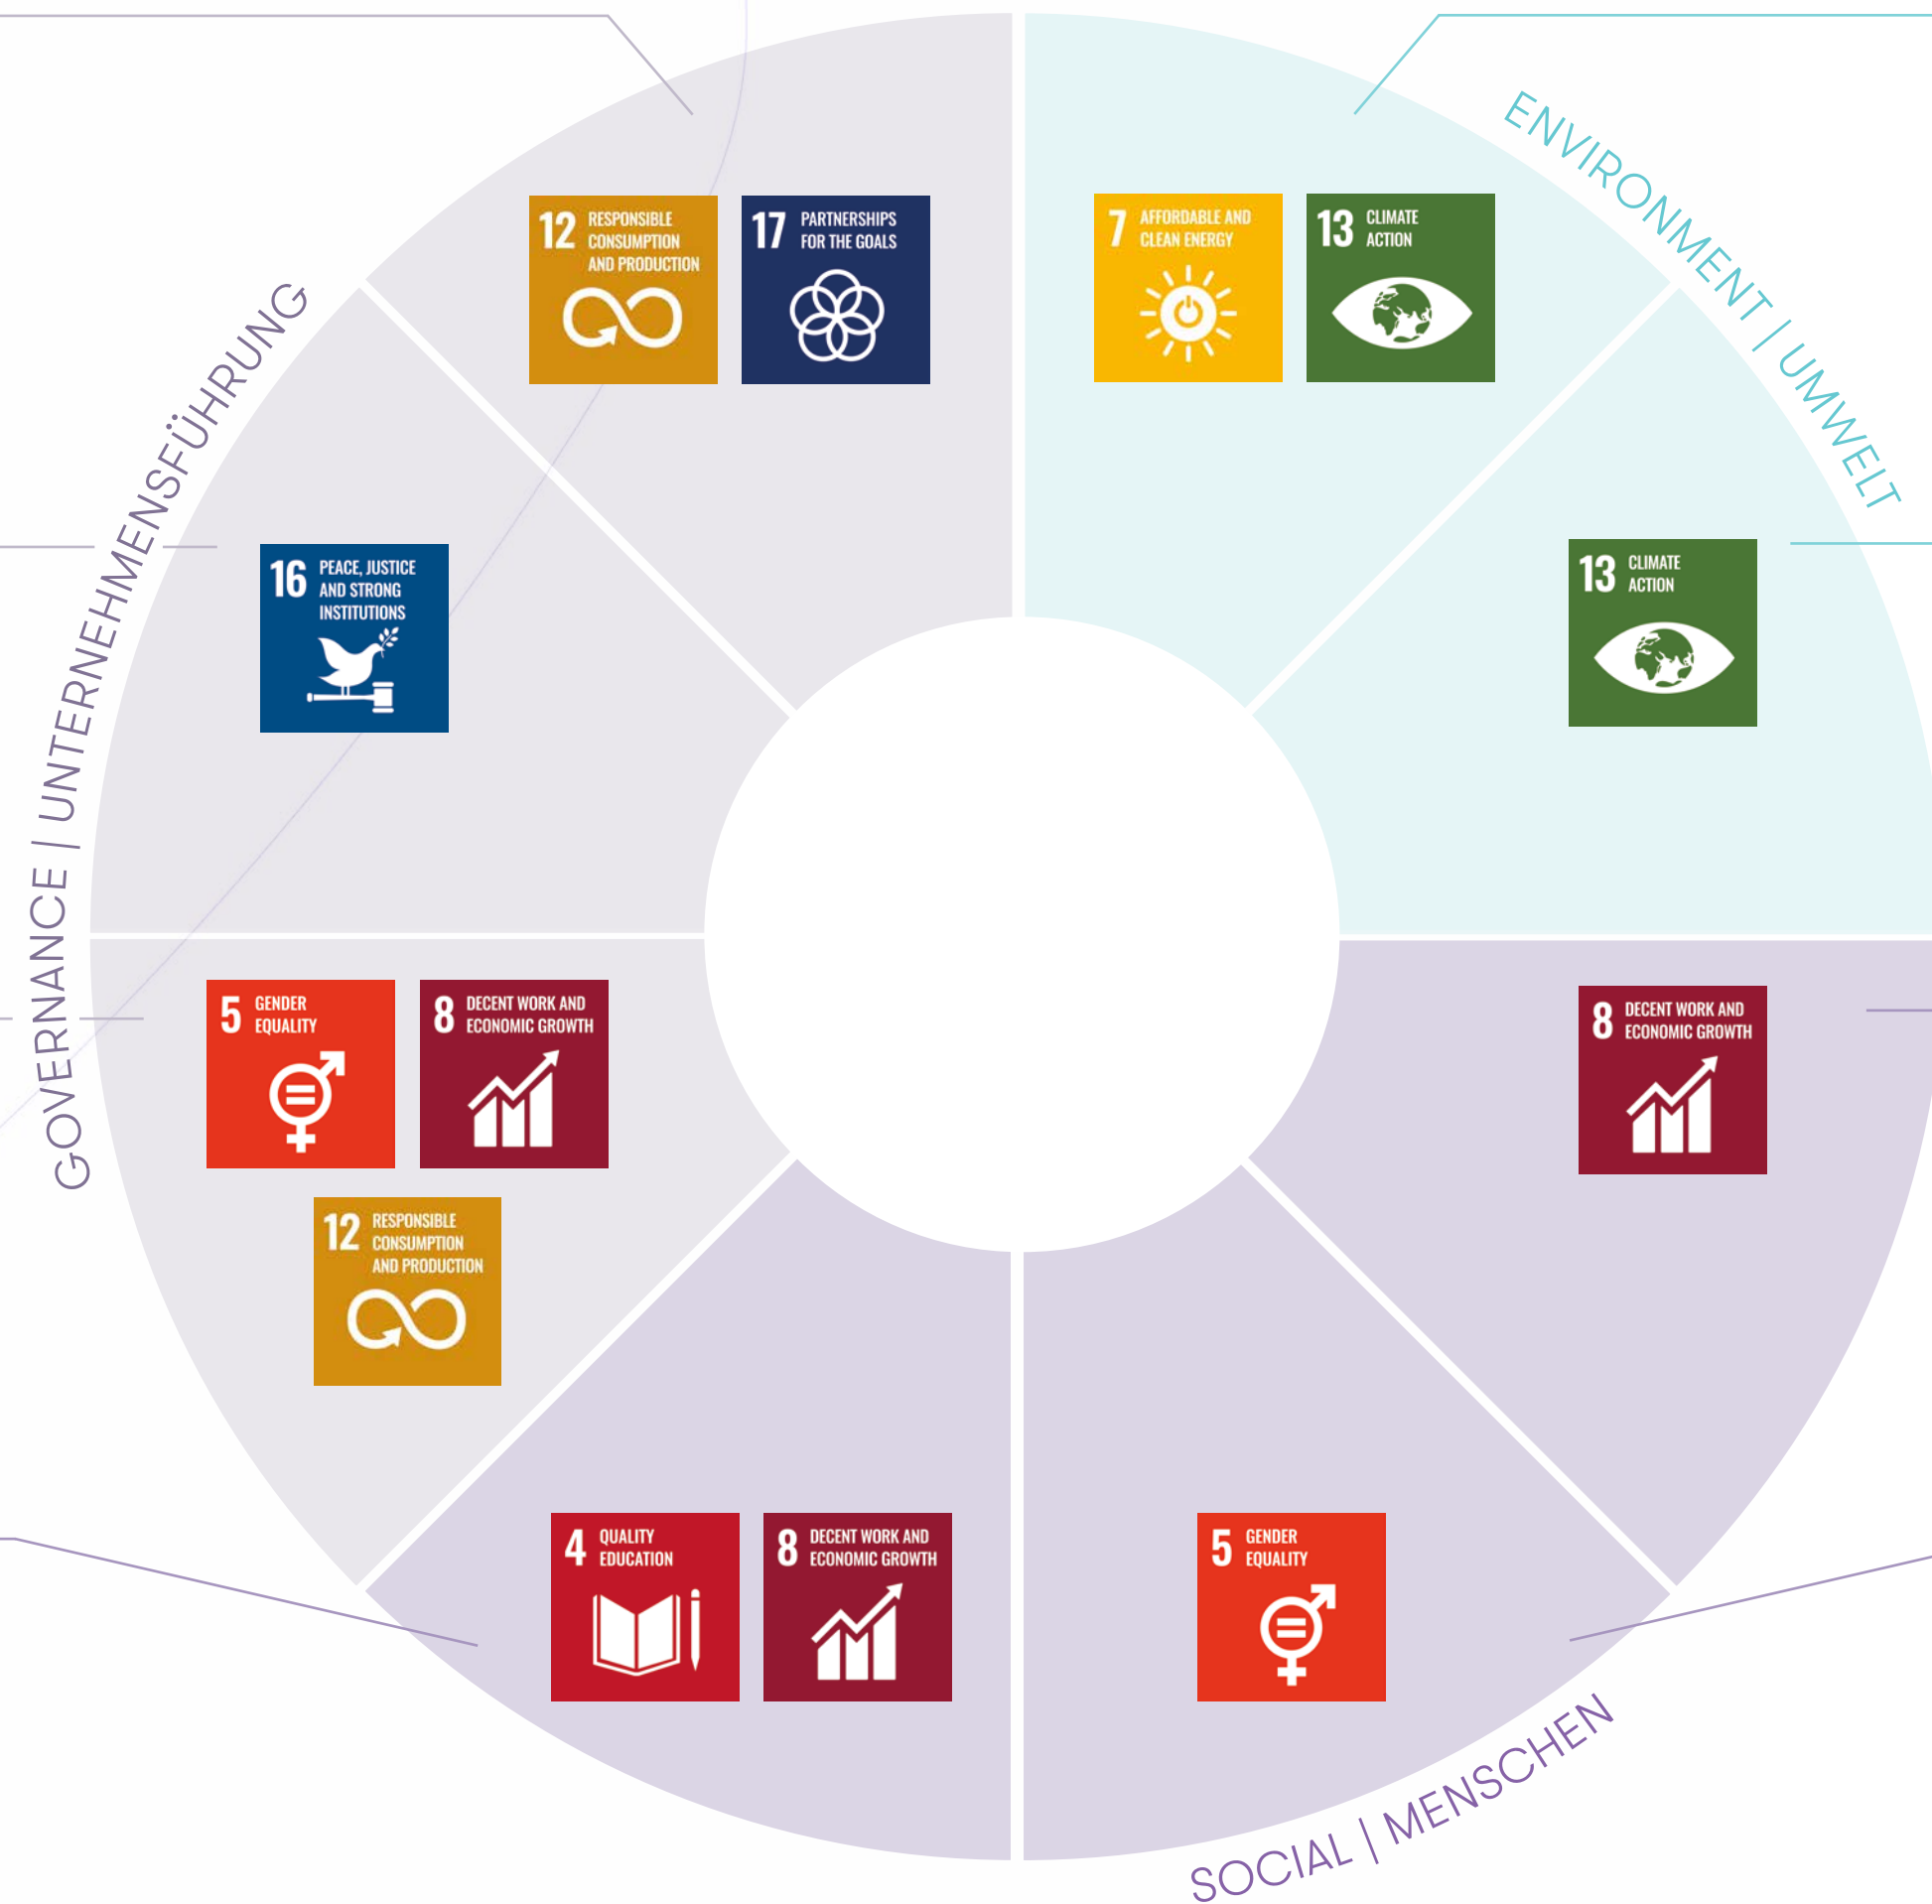 ENVIRONMENT | UMWELT
12 RESPONSIBLE
CONSUMPTION
AND PRODUCTION
17 PARTNERSHIPS
FOR THE GOALS
7 AFFORDABLE AND
CLEAN ENERGY
13 CLIMATE
ACTION
GOVERNANCE | UNTERNEHMENSFÜHRUNG
16 PEACE, JUSTICE
AND STRONG
INSTITUTIONS
13 CLIMATE
ACTION
5 GENDER
EQUALITY
8 DECENT WORK AND
ECONOMIC GROWTH
8 DECENT WORK AND
ECONOMIC GROWTH
12 RESPONSIBLE
CONSUMPTION
AND PRODUCTION
4 QUALITY
EDUCATION
8 DECENT WORK AND
ECONOMIC GROWTH
5 GENDER
EQUALITY
SOCIAL | MENSCHEN